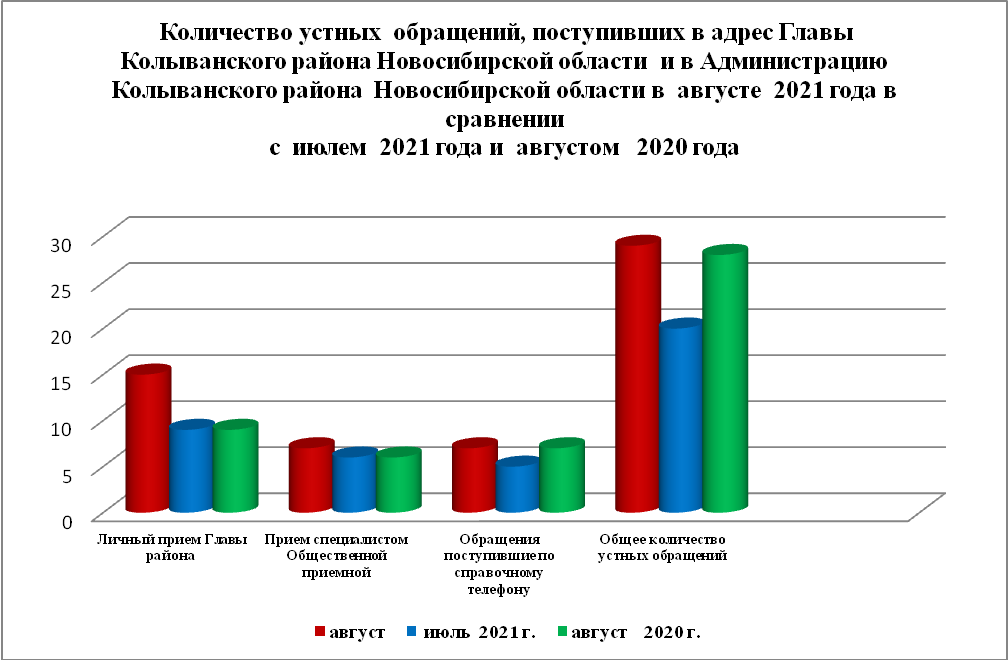 Количество устных обращений, поступивших в адрес Главы
Колыванского района Новосибирской области и в Администрацию
Колыванского района Новосибирской области в августе 2021 года в
сравнении
с июлем 2021 года и августом 2020 года
30
25
20
15
10
5
0
Личный прием Главы
района
Прием специалистом
Общественной
приемной
Обращения
поступившие по
справочному
телефону
Общее количество
устных обращений
август
июль 2021 г.
август 2020 г.